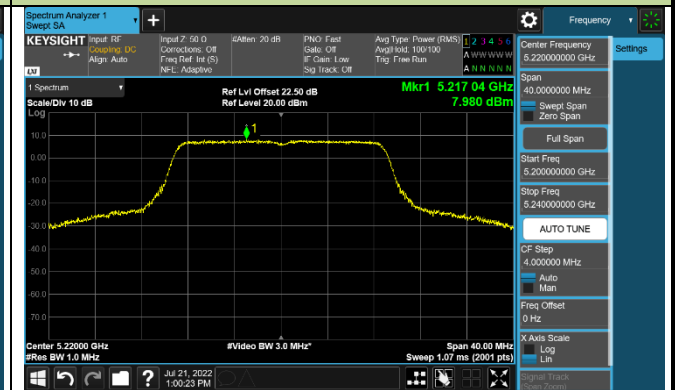 Spectrum Analyzer 1
Swept SA
+
Frequency
KEYSIGHT
Input: RF
Coupling: DC
Align: Auto
Input Z: 50 Ω
Corrections: Off
Freq Ref: Int (S)
NFE: Adaptive
#Atten: 20 dB
PNO: Fast
Gate: Off
IF Gain: Low
Sig Track: Off
Avg Type: Power (RMS)
Avg|Hold: 100/100
Trig: Free Run
1 2 3 4 5 6
A W W W W W
A N N N N N
LXI
1 Spectrum
Scale/Div 10 dB
Log
Ref Lvl Offset 22.50 dB
Ref Level 20.00 dBm
Mkr1 5.217 04 GHz
7.980 dBm
1
10.0
0.00
-10.0
-20.0
-30.0
-40.0
-50.0
-60.0
-70.0
Center 5.22000 GHz
#Res BW 1.0 MHz
#Video BW 3.0 MHz*
Span 40.00 MHz
Sweep 1.07 ms (2001 pts)
Jul 21, 2022
1:00:23 PM
?
Center Frequency
5.220000000 GHz
Span
40.0000000 MHz
Swept Span
Zero Span
Full Span
Start Freq
5.200000000 GHz
Stop Freq
5.240000000 GHz
AUTO TUNE
CF Step
4.000000 MHz
Auto
Man
Freq Offset
0 Hz
X Axis Scale
Log
Lin
Signal Track
(Span Zoom)
Settings